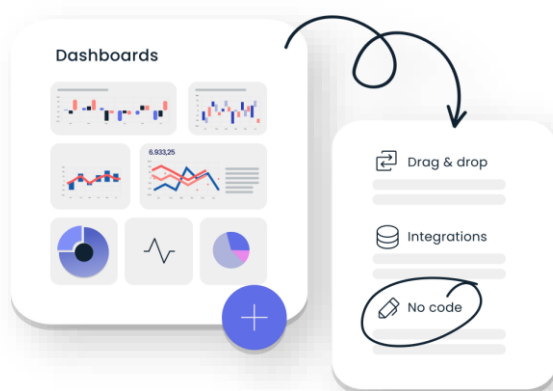 Dashboards
6.933,25
Drag & drop
Integrations
No code